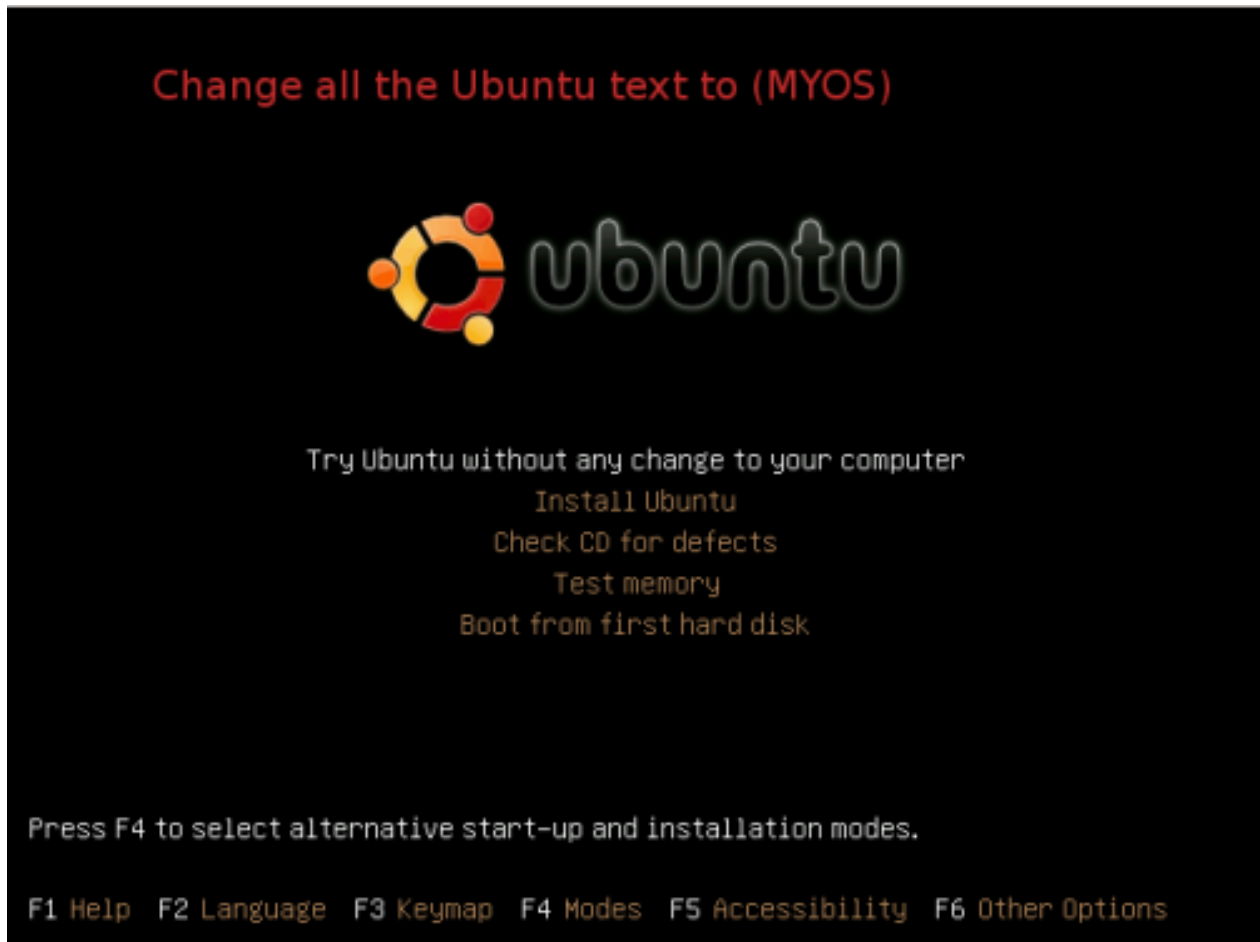 Change all the Ubuntu text to (MYOS)
ubuntu
Try Ubuntu without any change to your computer
Install Ubuntu
Check CD for defects
Test memory
Boot from first hard disk
Press F4 to select alternative start-up and installation modes.
F1 Help F2 Language F3 Keymap F4 Modes F5 Accessibility F6 Other Options